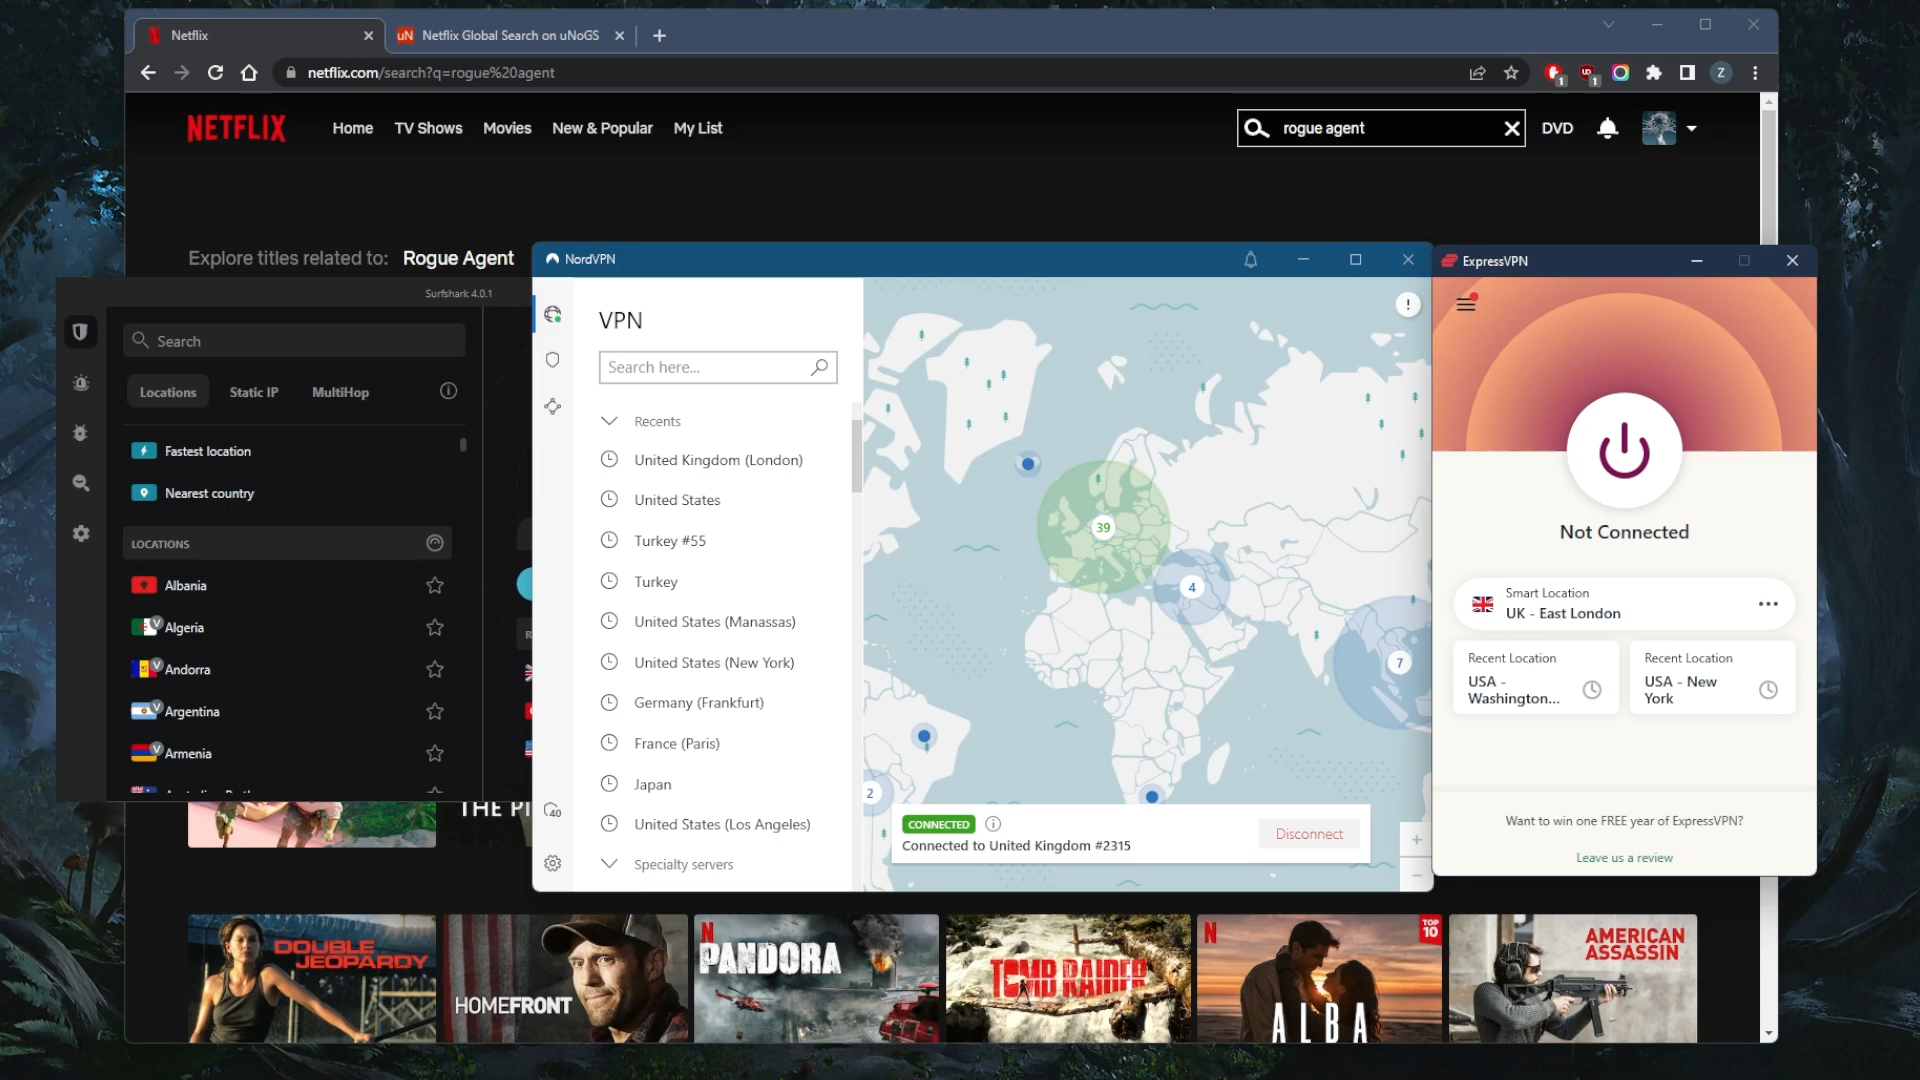 Netflix
uN Netflix Global Search on uNoGS
netflix.com/search?q=rogue%20agent
1
UD 1
Z
NETFLIX
Home TV Shows Movies New & Popular My List
rogue agent
DVD
Explore titles related to: Rogue Agent
Surfshark 4.0.1
Search
Locations Static IP MultiHop
Fastest location
Nearest country
LOCATIONS
Albania
V Algeria
V Andorra
V Argentina
V Armenia
R
NordVPN
VPN
Search here...
Recents
United Kingdom (London)
United States
Turkey #55
Turkey
United States (Manassas)
United States (New York)
Germany (Frankfurt)
France (Paris)
Japan
United States (Los Angeles)
Specialty servers
40
!
39
4
7
2
CONNECTED
Connected to United Kingdom #2315
Disconnect
+
−
ExpressVPN
Not Connected
Smart Location
UK - East London
Recent Location
USA -
Washington...
Recent Location
USA - New
York
Want to win one FREE year of ExpressVPN?
Leave us a review
THE
DOUBLE
JEOPARDY
HOMEFRONT
N
PANDORA
TOMB RAIDER
N
TOP
10
ALBA
AMERICAN
ASSASSIN